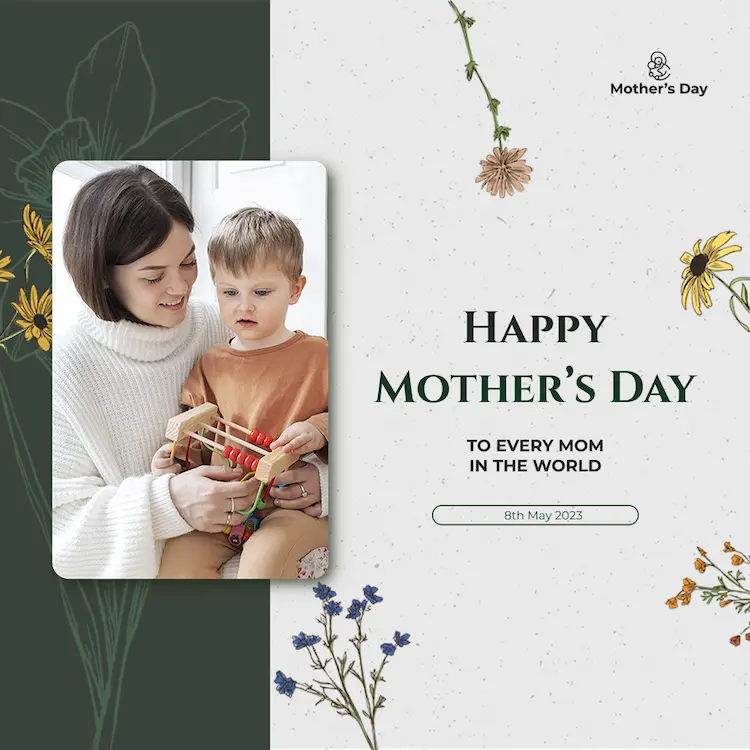 Mother's Day
Happy
Mother's Day
TO EVERY MOM
IN THE WORLD
8th May 2023